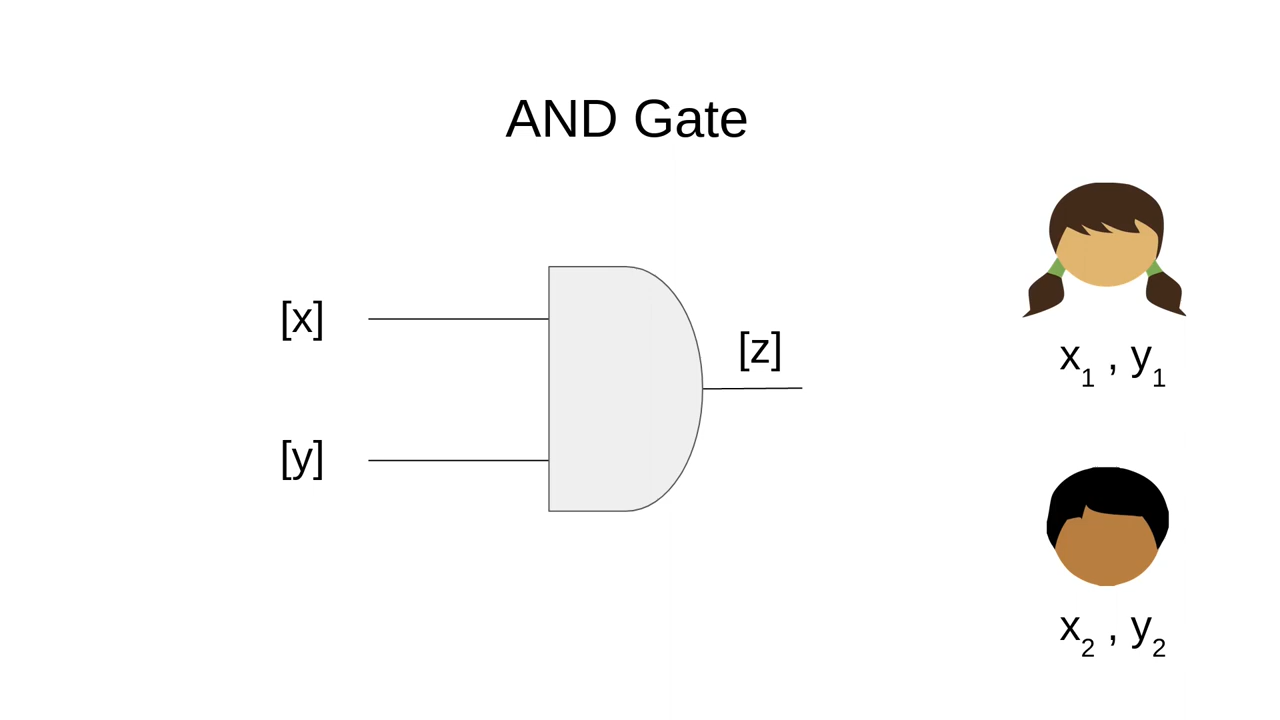 AND Gate
[x]
[y]
[z]
x1 , y1
x2 , y2